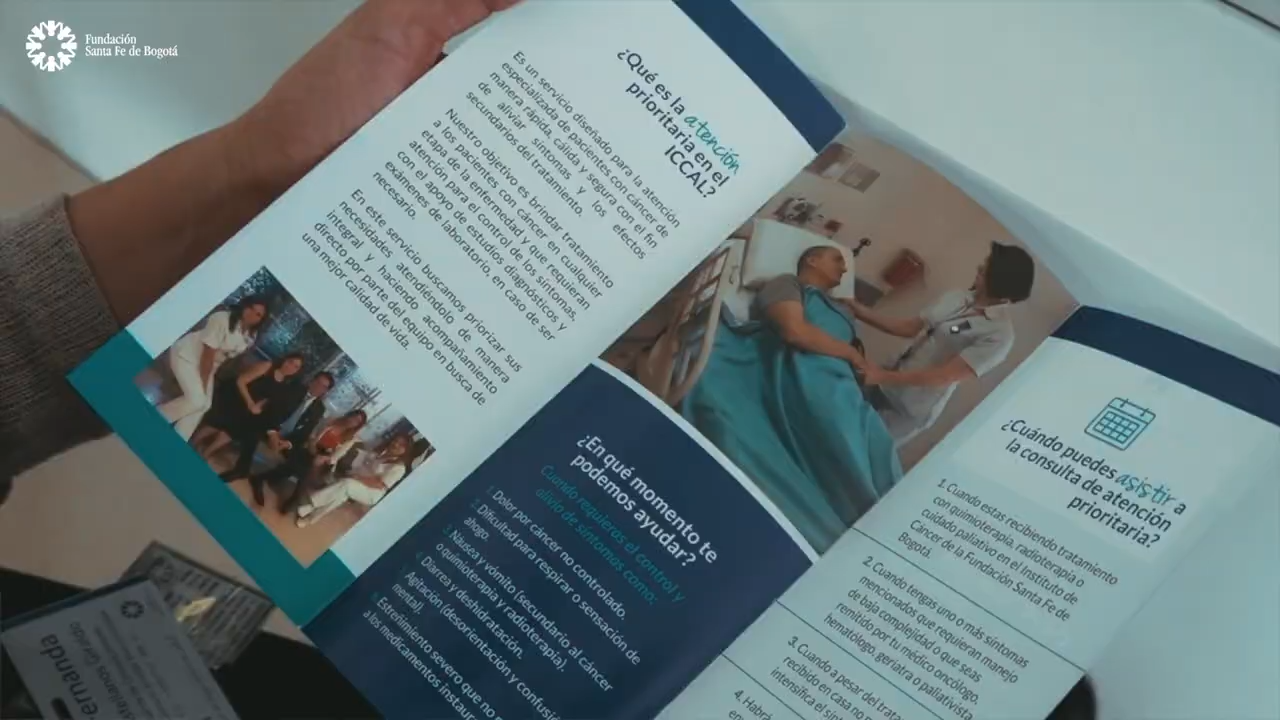 Fundación
Santa Fe de Bogotá
¿Qué es la atención
prioritaria en el
ICCAL?
Es un servicio diseñado para la atención
especializada de pacientes con cáncer de
manera rápida, cálida y segura con el fin
de aliviar síntomas y los efectos
secundarios del tratamiento.
Nuestro objetivo es brindar tratamiento
a los pacientes con cáncer en cualquier
etapa de la enfermedad y que requieran
atención para el control de los síntomas,
con el apoyo de estudios diagnósticos y
exámenes de laboratorio, en caso de ser
necesario.
En este servicio buscamos priorizar sus
necesidades atendiéndolo de manera
integral y haciendo acompañamiento
directo por parte del equipo en busca de
una mejor calidad de vida.
¿En qué momento te
podemos ayudar?
Cuando requieras el control y
alivio de síntomas como:
1. Dolor por cáncer no controlado.
2. Dificultad para respirar o sensación de
ahogo.
3. Náusea y vómito (secundario al cáncer
o quimioterapia y radioterapia).
4. Diarrea y deshidratación.
5. Agitación (desorientación y confusión
mental).
6. Estreñimiento severo que no
a los medicamentos
¿Cuándo puedes asistir a
la consulta de atención
prioritaria?
1. Cuando estas recibiendo tratamiento
con quimioterapia, radioterapia o
cuidado paliativo en el Instituto de
Cáncer de la Fundación Santa Fe de
Bogotá.
2. Cuando tengas uno o más síntomas
mencionados que requieran manejo
de baja complejidad o que seas
remitido por tu médico oncólogo,
hematólogo, geriatra o paliativista
3. Cuando a pesar del
recibido en casa no
intensifica el
4.
ernanda